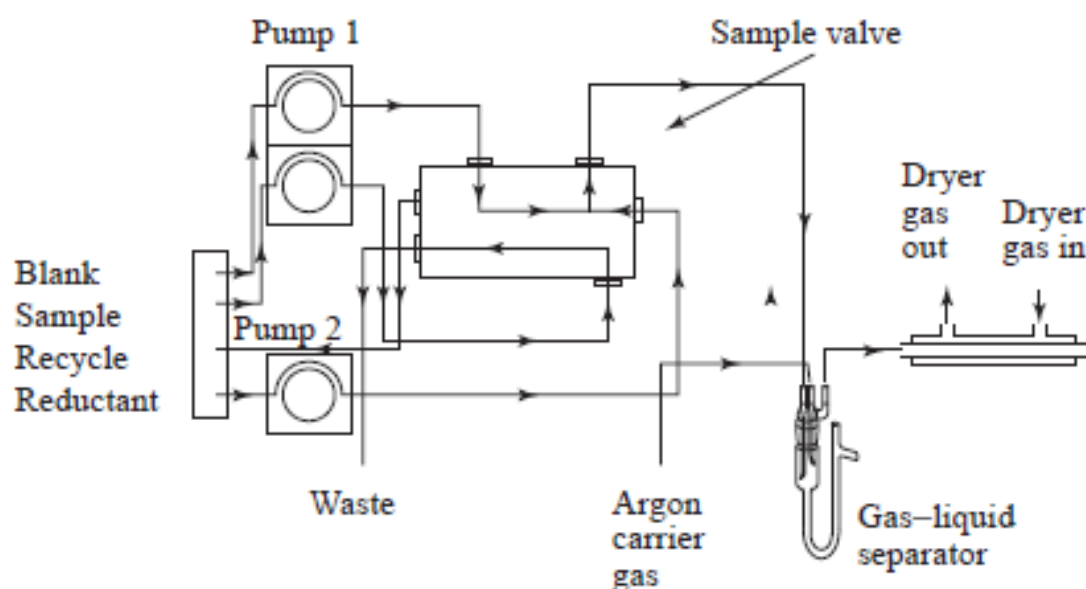 Pump 1
Sample valve
Dryer
gas
out
Dryer
gas in
Blank
Sample
Recycle
Reductant
Pump 2
Waste
Argon
carrier
gas
Gas–liquid
separator